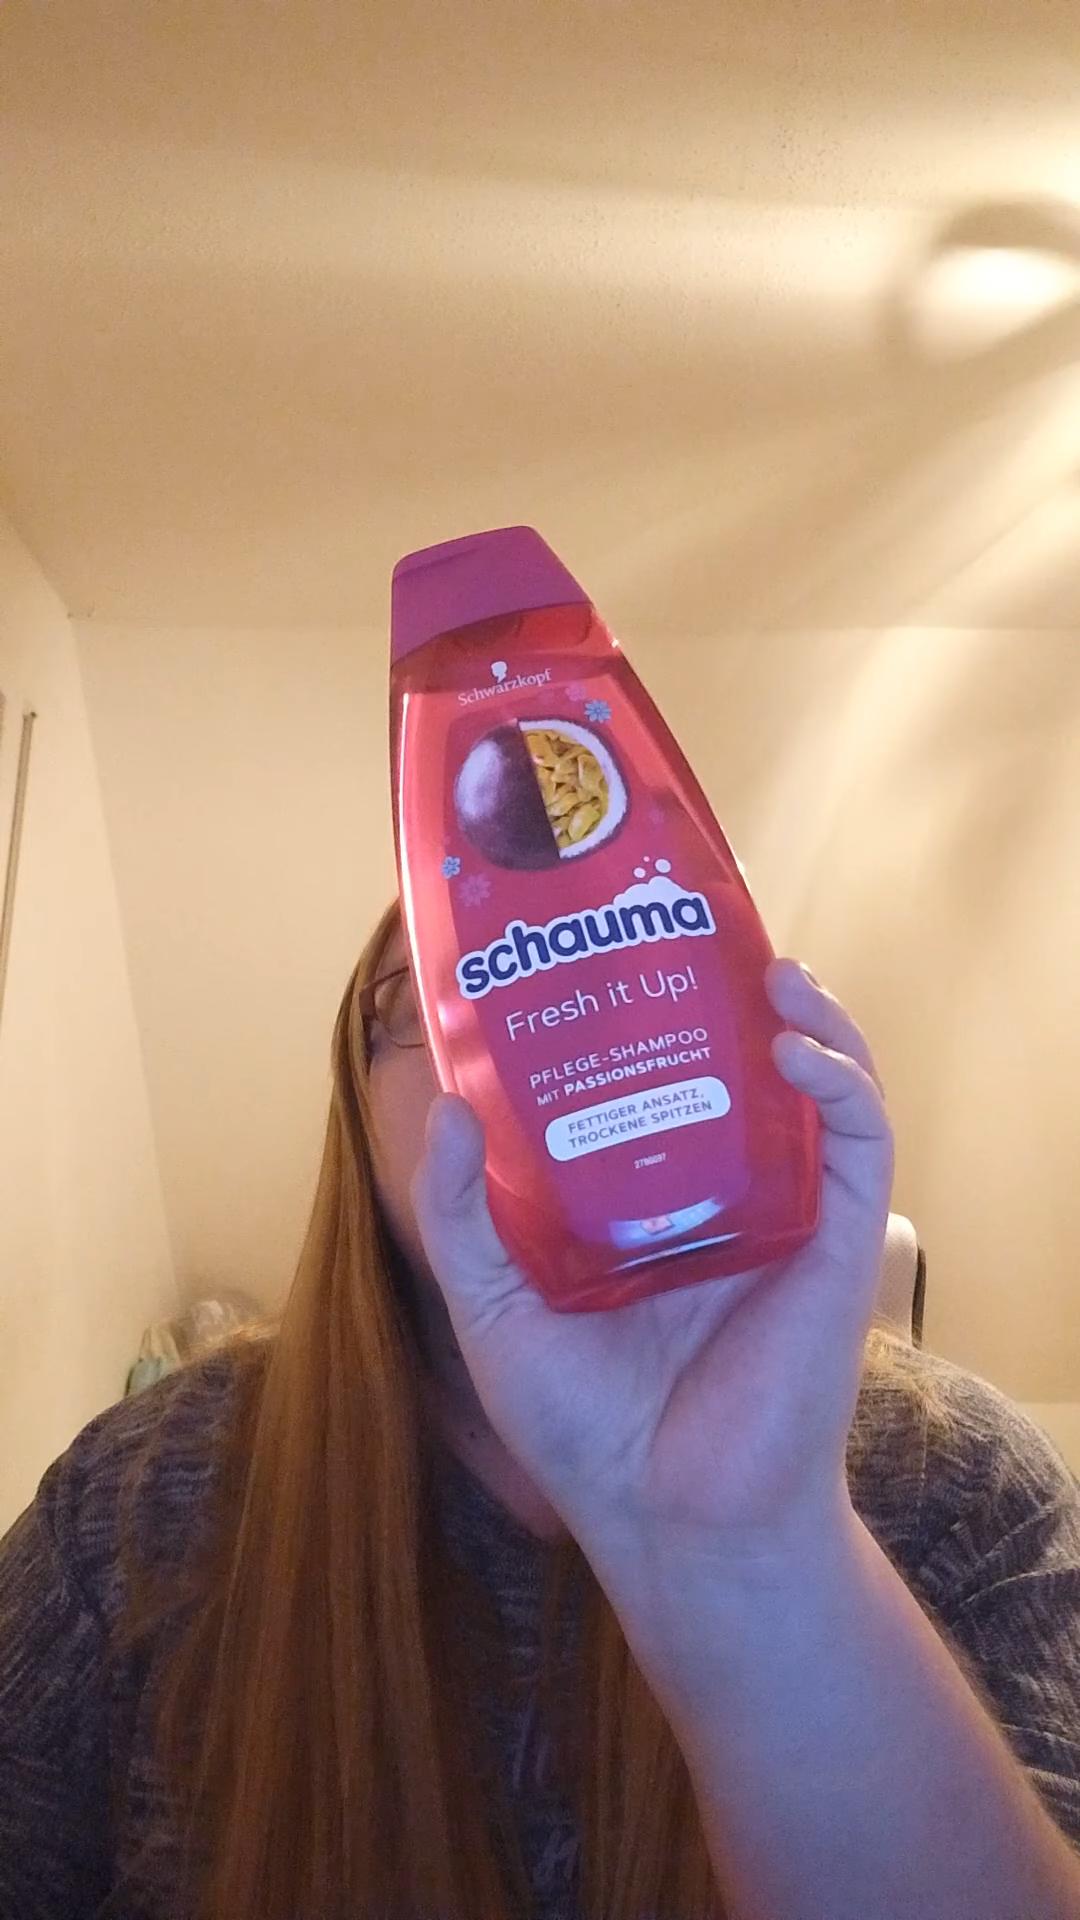 Schwarzkopf
schauma
Fresh it Up!
PFLEGE-SHAMPOO
MIT PASSIONSFRUCHT
FETTIGER ANSATZ,
TROCKENE SPITZEN